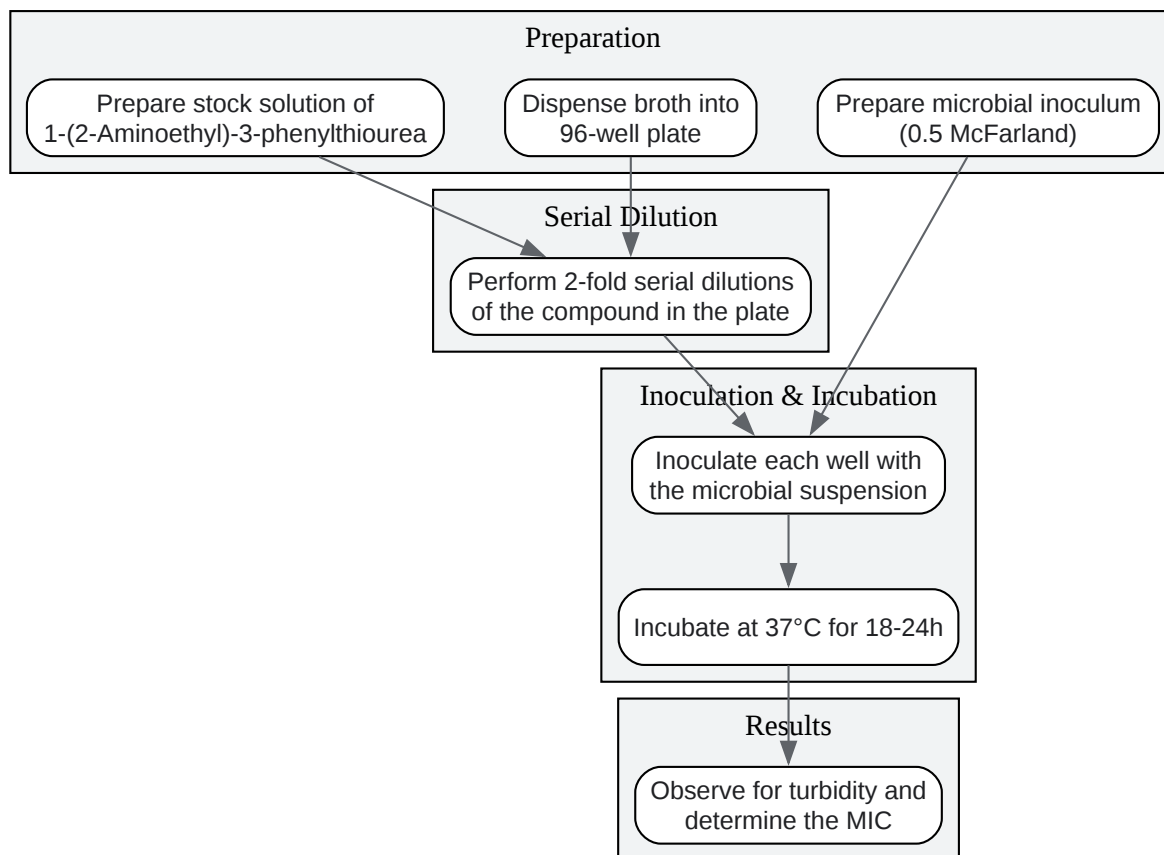 Preparation
Prepare stock solution of
1-(2-Aminoethyl)-3-phenylthiourea
Dispense broth into
96-well plate
Prepare microbial inoculum
(0.5 McFarland)
Serial Dilution
Perform 2-fold serial dilutions
of the compound in the plate
Inoculation & Incubation
Inoculate each well with
the microbial suspension
Incubate at 37°C for 18-24h
Results
Observe for turbidity and
determine the MIC